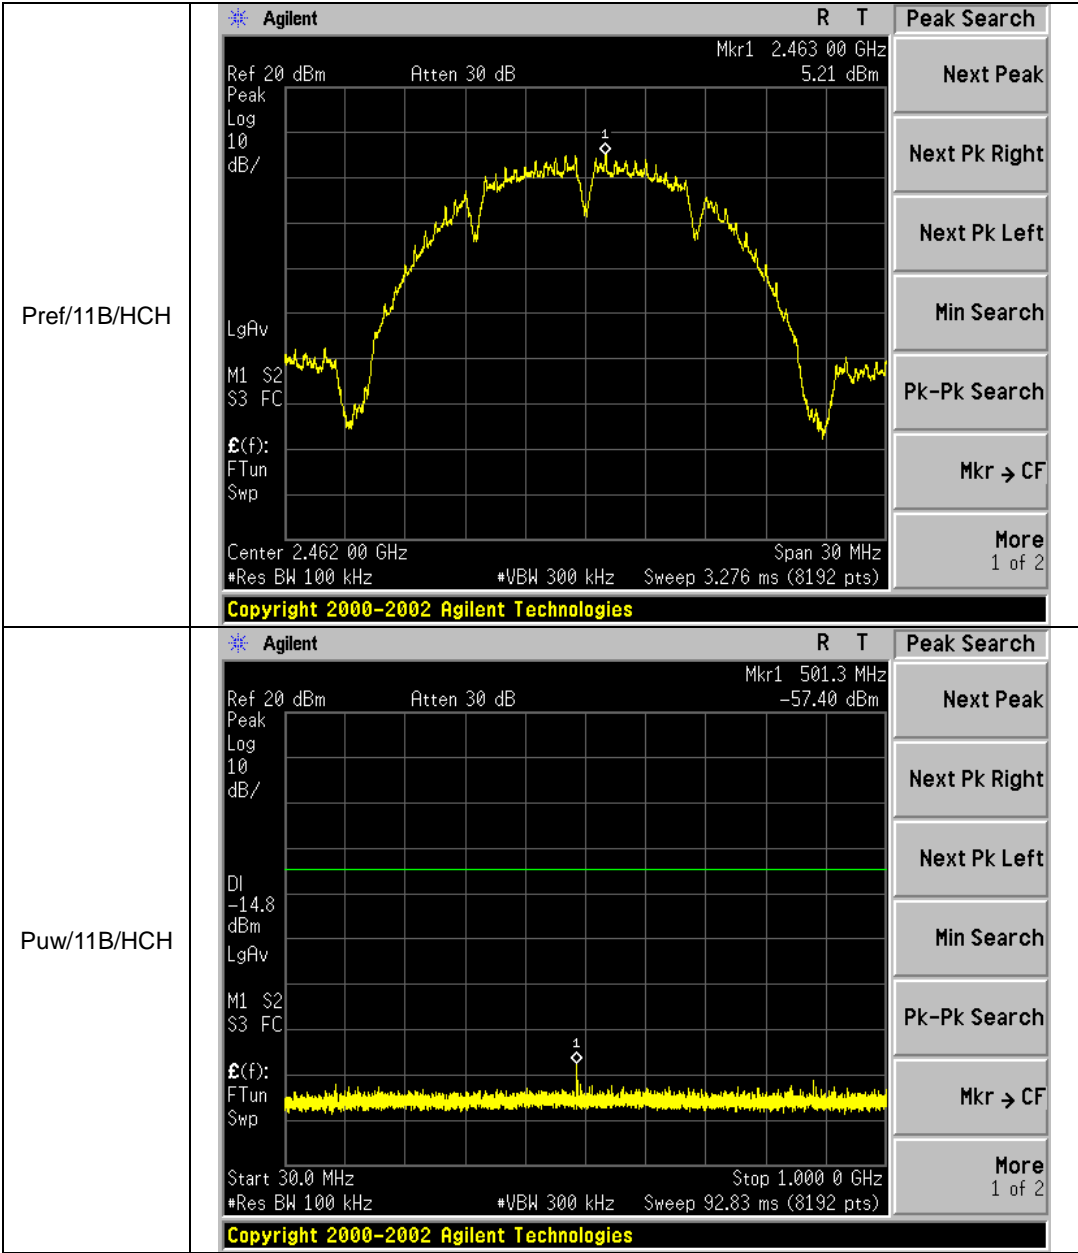 Pref/11B/HCH
Agilent R T Peak Search
Mkr1 2.463 00 GHz
Ref 20 dBm Atten 30 dB 5.21 dBm
Peak
Log
10
dB/
1
LgAv
M1 S2
S3 FC
£(f):
FTun
Swp
Center 2.462 00 GHz Span 30 MHz
#Res BW 100 kHz #VBW 300 kHz Sweep 3.276 ms (8192 pts)
Copyright 2000-2002 Agilent Technologies
Next Peak
Next Pk Right
Next Pk Left
Min Search
Pk-Pk Search
Mkr → CF
More
1 of 2
Puw/11B/HCH
Agilent R T Peak Search
Mkr1 501.3 MHz
Ref 20 dBm Atten 30 dB -57.40 dBm
Peak
Log
10
dB/
DI
-14.8
dBm
LgAv
1
M1 S2
S3 FC
£(f):
FTun
Swp
Start 30.0 MHz Stop 1.000 0 GHz
#Res BW 100 kHz #VBW 300 kHz Sweep 92.83 ms (8192 pts)
Copyright 2000-2002 Agilent Technologies
Next Peak
Next Pk Right
Next Pk Left
Min Search
Pk-Pk Search
Mkr → CF
More
1 of 2